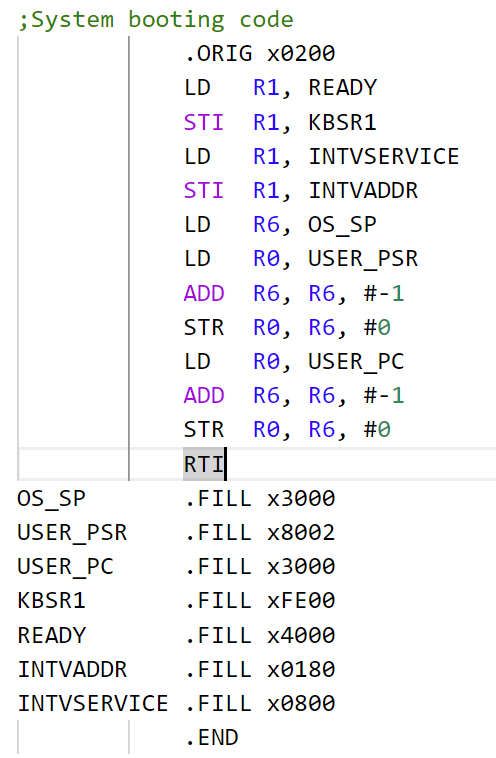 ;System booting code
.ORIG x0200
LD R1, READY
STI R1, KBSR1
LD R1, INTVSERVICE
STI R1, INTVADDR
LD R6, OS_SP
LD R0, USER_PSR
ADD R6, R6, #-1
STR R0, R6, #0
LD R0, USER_PC
ADD R6, R6, #-1
STR R0, R6, #0
RTI
OS_SP .FILL x3000
USER_PSR .FILL x8002
USER_PC .FILL x3000
KBSR1 .FILL xFE00
READY .FILL x4000
INTVADDR .FILL x0180
INTVSERVICE .FILL x0800
.END